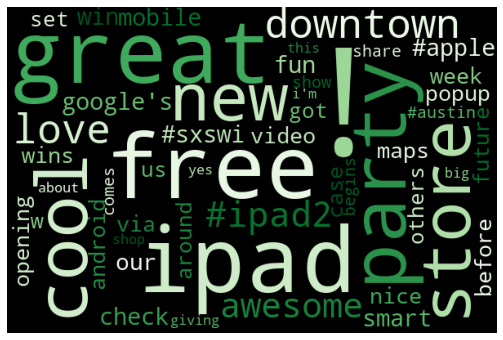 set
winmobile
downtown
great
this
share
#apple
fun
show
week
google's
new
i'm
popup
got
!
love
#sxswi
video
#austin
future
wins
free
us
yes
maps
party
store
cool
about
comes
case
begins
big
others
opening
w
android
via
around
#ipad2
shop
our
ipad
before
awesome
nice
check
giving
smart